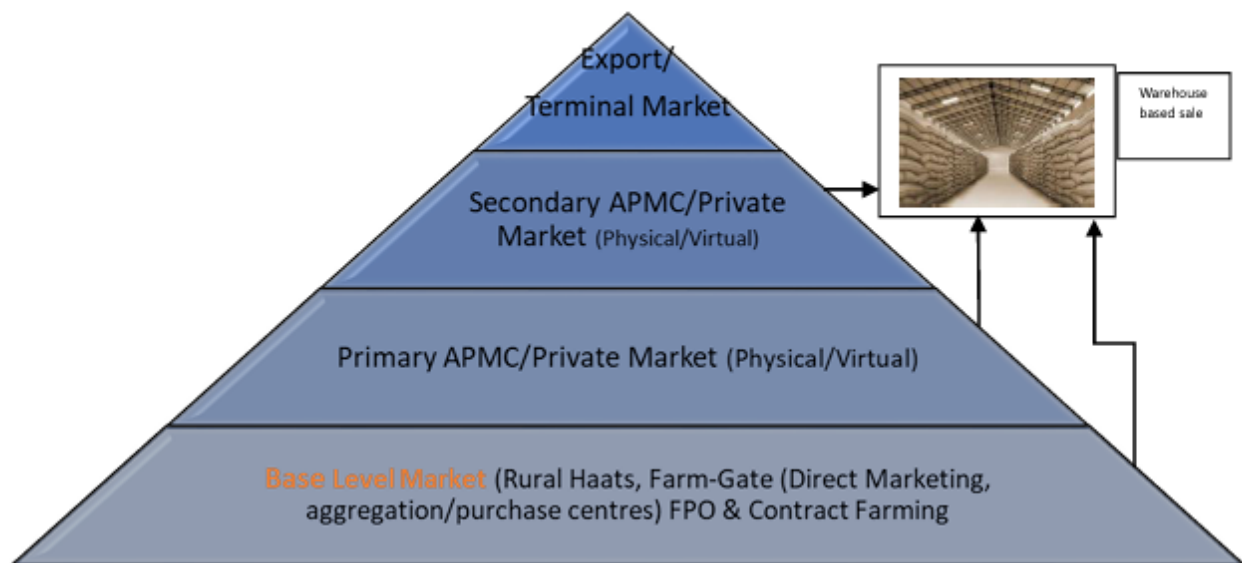 Export/
Terminal Market
Warehouse
based sale
Secondary APMC/Private
Market (Physical/Virtual)
Primary APMC/Private Market (Physical/Virtual)
Base Level Market (Rural Haats, Farm-Gate (Direct Marketing,
aggregation/purchase centres) FPO & Contract Farming